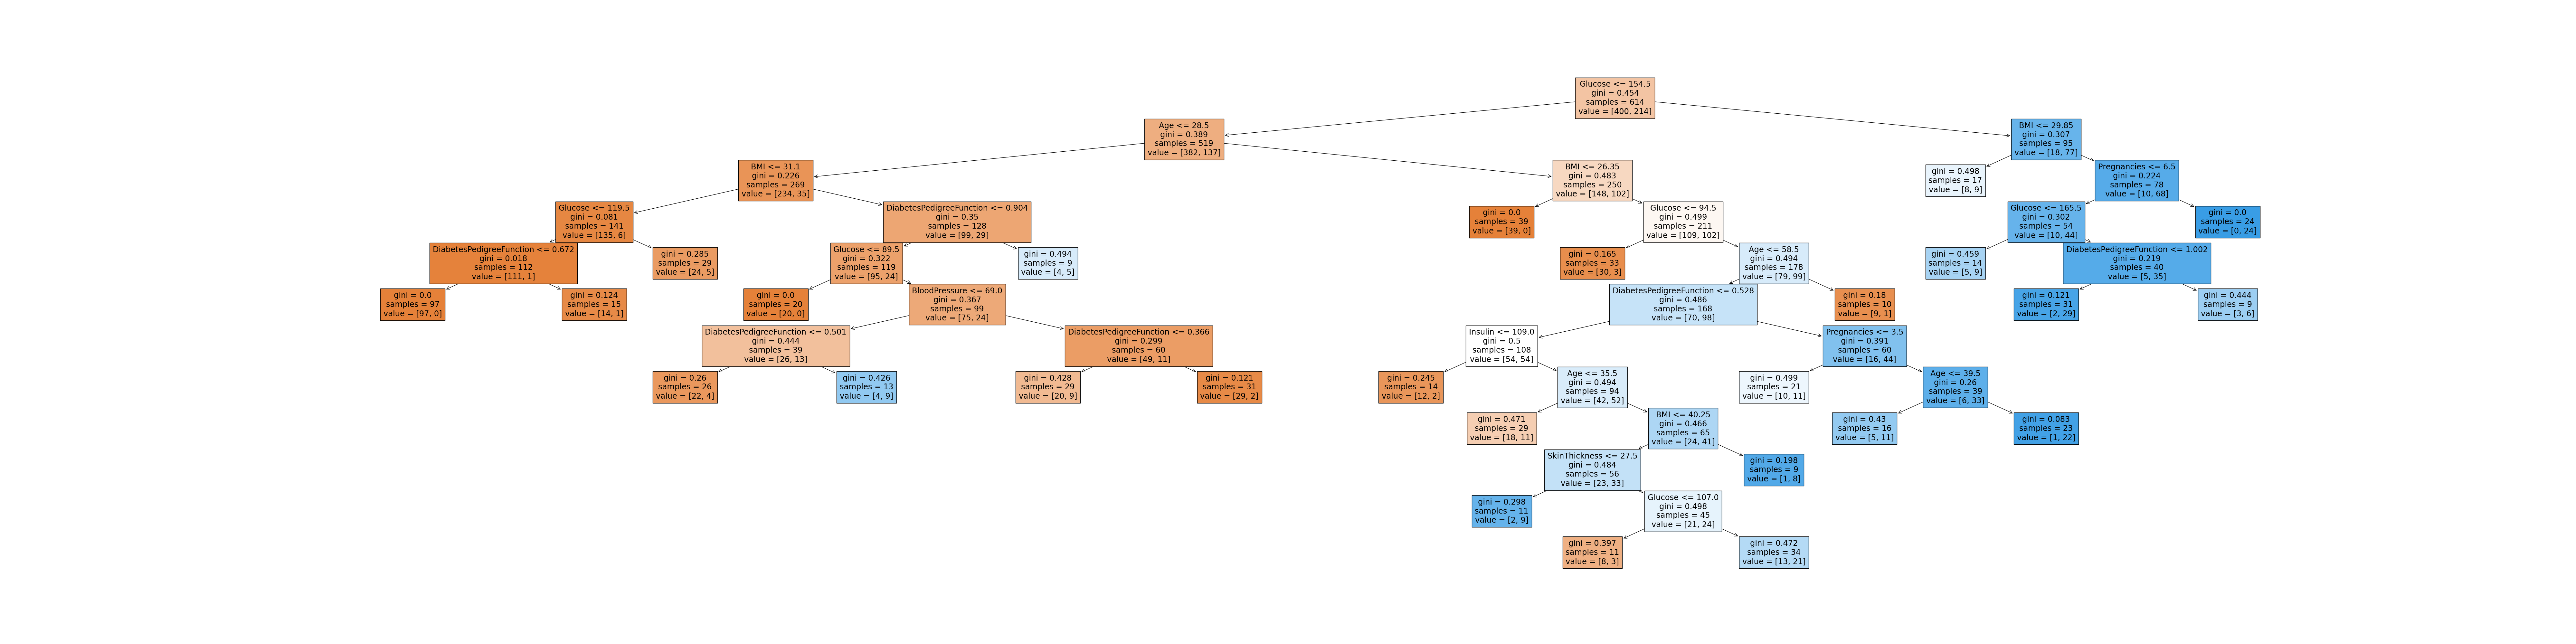 Glucose <= 154.5
gini = 0.454
samples = 614
value = [400, 214]
Age <= 28.5
gini = 0.389
samples = 519
value = [382, 137]
BMI <= 29.85
gini = 0.307
samples = 95
value = [18, 77]
BMI <= 31.1
gini = 0.226
samples = 269
value = [234, 35]
BMI <= 26.35
gini = 0.483
samples = 250
value = [148, 102]
gini = 0.498
samples = 17
value = [8, 9]
Pregnancies <= 6.5
gini = 0.224
samples = 78
value = [10, 68]
Glucose <= 119.5
gini = 0.081
samples = 141
value = [135, 6]
DiabetesPedigreeFunction <= 0.904
gini = 0.35
samples = 128
value = [99, 29]
gini = 0.0
samples = 39
value = [39, 0]
Glucose <= 94.5
gini = 0.499
samples = 211
value = [109, 102]
Glucose <= 165.5
gini = 0.302
samples = 54
value = [10, 44]
gini = 0.0
samples = 24
value = [0, 24]
DiabetesPedigreeFunction <= 0.672
gini = 0.018
samples = 112
value = [111, 1]
gini = 0.285
samples = 29
value = [24, 5]
Glucose <= 89.5
gini = 0.322
samples = 119
value = [95, 24]
gini = 0.494
samples = 9
value = [4, 5]
gini = 0.165
samples = 33
value = [30, 3]
Age <= 58.5
gini = 0.494
samples = 178
value = [79, 99]
gini = 0.459
samples = 14
value = [5, 9]
DiabetesPedigreeFunction <= 1.002
gini = 0.219
samples = 40
value = [5, 35]
gini = 0.0
samples = 97
value = [97, 0]
gini = 0.124
samples = 15
value = [14, 1]
gini = 0.0
samples = 20
value = [20, 0]
BloodPressure <= 69.0
gini = 0.367
samples = 99
value = [75, 24]
DiabetesPedigreeFunction <= 0.528
gini = 0.486
samples = 168
value = [70, 98]
gini = 0.18
samples = 10
value = [9, 1]
gini = 0.121
samples = 31
value = [2, 29]
gini = 0.444
samples = 9
value = [3, 6]
DiabetesPedigreeFunction <= 0.501
gini = 0.444
samples = 39
value = [26, 13]
DiabetesPedigreeFunction <= 0.366
gini = 0.299
samples = 60
value = [49, 11]
Insulin <= 109.0
gini = 0.5
samples = 108
value = [54, 54]
Pregnancies <= 3.5
gini = 0.391
samples = 60
value = [16, 44]
gini = 0.26
samples = 26
value = [22, 4]
gini = 0.426
samples = 13
value = [4, 9]
gini = 0.428
samples = 29
value = [20, 9]
gini = 0.121
samples = 31
value = [29, 2]
gini = 0.245
samples = 14
value = [12, 2]
Age <= 35.5
gini = 0.494
samples = 94
value = [42, 52]
gini = 0.499
samples = 21
value = [10, 11]
Age <= 39.5
gini = 0.26
samples = 39
value = [6, 33]
gini = 0.471
samples = 29
value = [18, 11]
BMI <= 40.25
gini = 0.466
samples = 65
value = [24, 41]
gini = 0.43
samples = 16
value = [5, 11]
gini = 0.083
samples = 23
value = [1, 22]
SkinThickness <= 27.5
gini = 0.484
samples = 56
value = [23, 33]
gini = 0.198
samples = 9
value = [1, 8]
gini = 0.298
samples = 11
value = [2, 9]
Glucose <= 107.0
gini = 0.498
samples = 45
value = [21, 24]
gini = 0.397
samples = 11
value = [8, 3]
gini = 0.472
samples = 34
value = [13, 21]